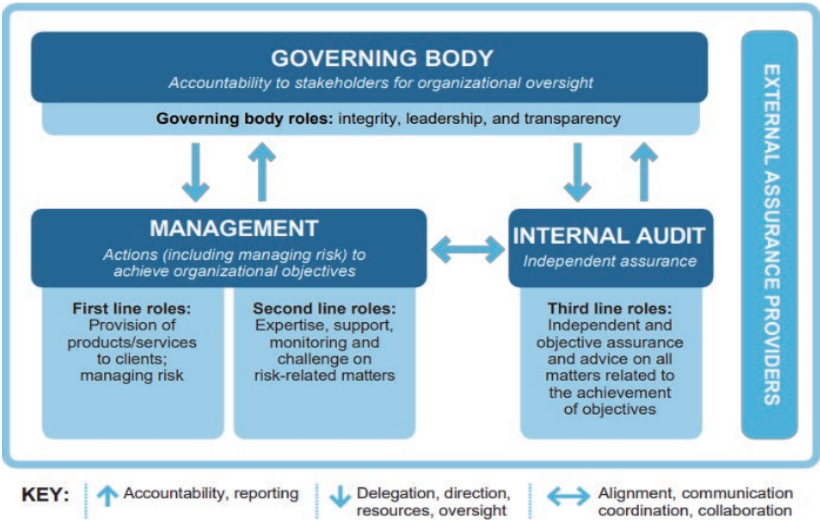 GOVERNING BODY
Accountability to stakeholders for organizational oversight
Governing body roles: integrity, leadership, and transparency
MANAGEMENT
Actions (including managing risk) to
achieve organizational objectives
First line roles:
Provision of
products/services
to clients;
managing risk
Second line roles:
Expertise, support,
monitoring and
challenge on
risk-related matters
INTERNAL AUDIT
Independent assurance
Third line roles:
Independent and
objective assurance
and advice on all
matters related to
the achievement
of objectives
EXTERNAL ASSURANCE PROVIDERS
KEY:
Accountability, reporting
Delegation, direction,
resources, oversight
Alignment, communication
coordination, collaboration